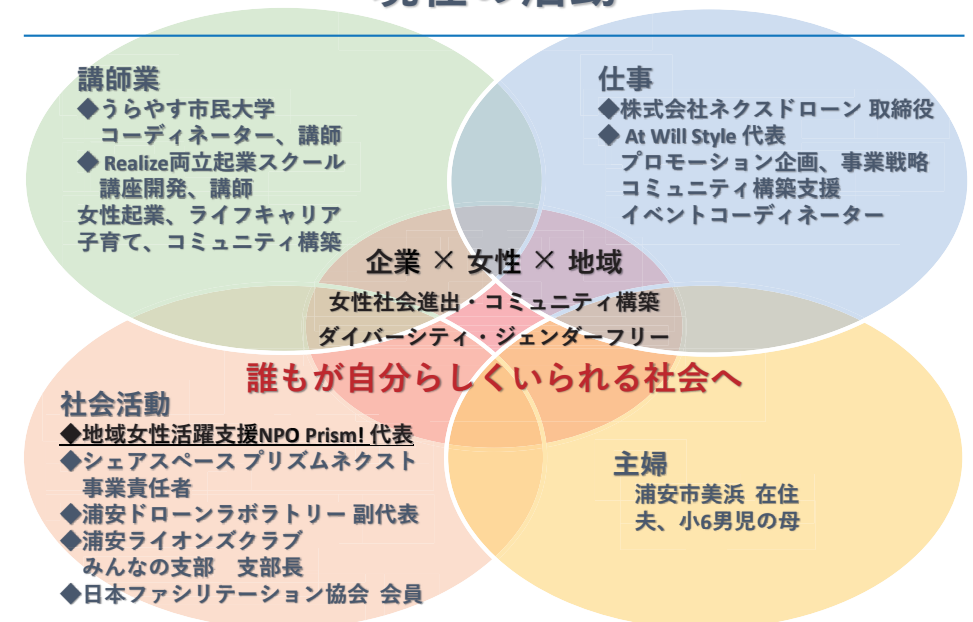 現在の活動
講師業
◆うらやす市民大学
コーディネーター、講師
◆ Realize両立起業スクール
講座開発、講師
女性起業、ライフキャリア
子育て、コミュニティ構築
仕事
◆株式会社ネクスドローン 取締役
◆ At Will Style 代表
プロモーション企画、事業戦略
コミュニティ構築支援
イベントコーディネーター
企業 × 女性 × 地域
女性社会進出・コミュニティ構築
ダイバーシティ・ジェンダーフリー
誰もが自分らしくいられる社会へ
社会活動
◆地域女性活躍支援NPO Prism! 代表
◆シェアスペース プリズムネクスト
事業責任者
◆浦安ドローンラボラトリー 副代表
◆浦安ライオンズクラブ
みんなの支部　支部長
◆日本ファシリテーション協会 会員
主婦
浦安市美浜 在住
夫、小6男児の母